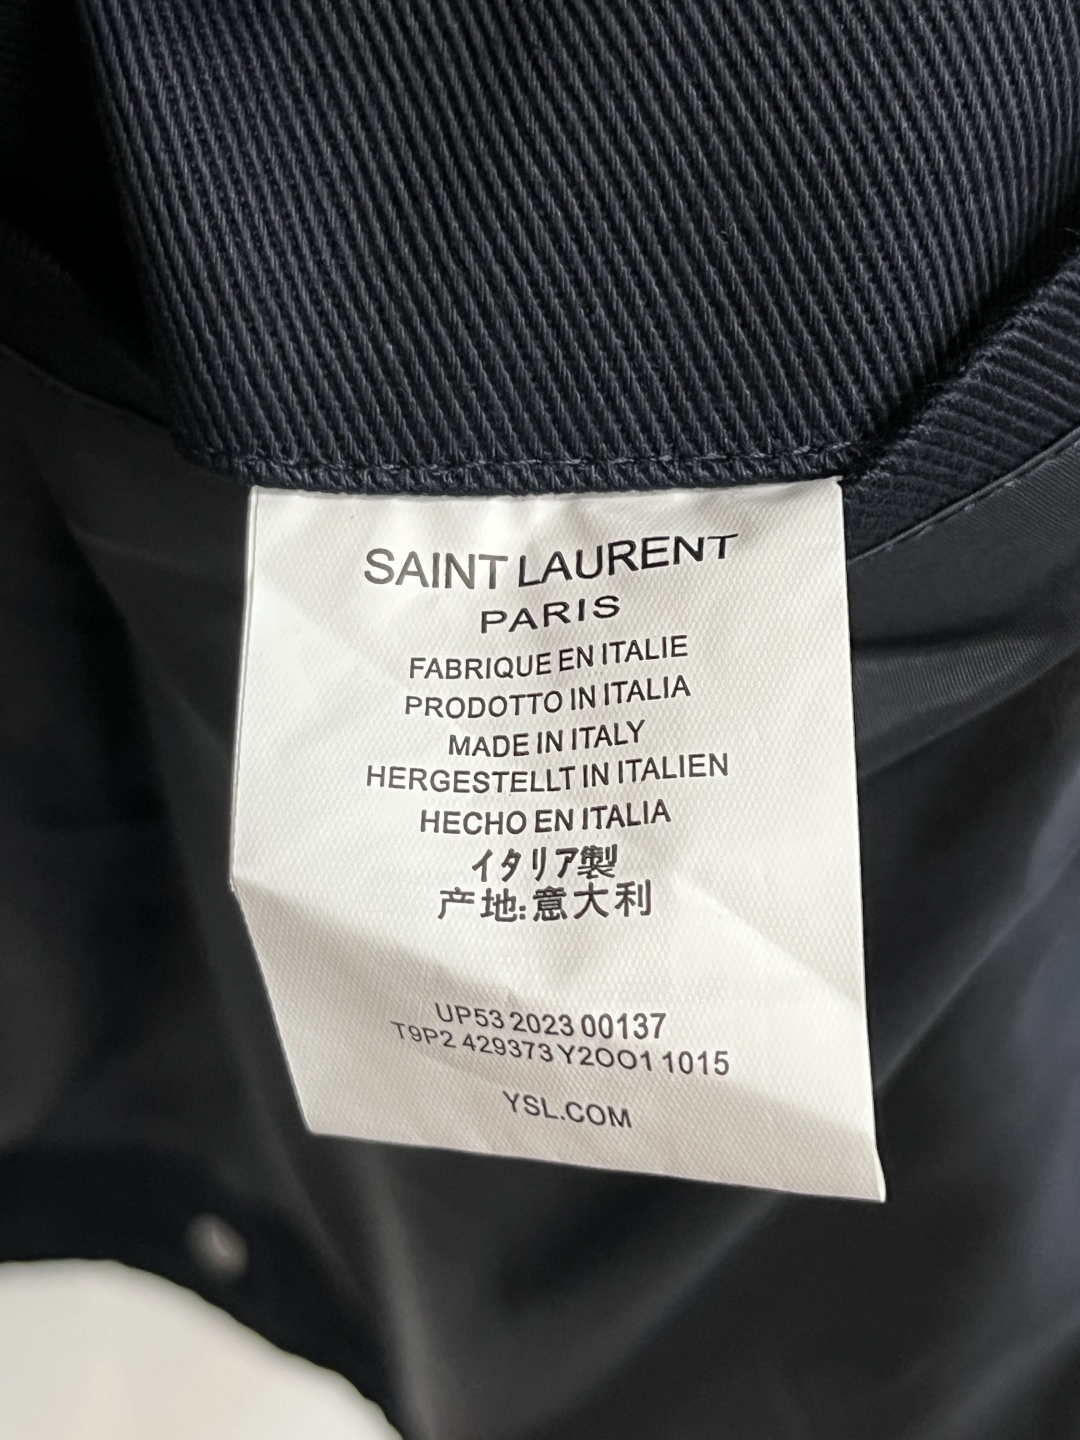 SAINT LAURENT
PARIS
FABRIQUE EN ITALIE
PRODOTTO IN ITALIA
MADE IN ITALY
HERGESTELLT IN ITALIEN
HECHO EN ITALIA
イタリア製
产地:意大利
UP53 2023 00137
T9P2 429373 Y2OO1 1015
YSL.COM